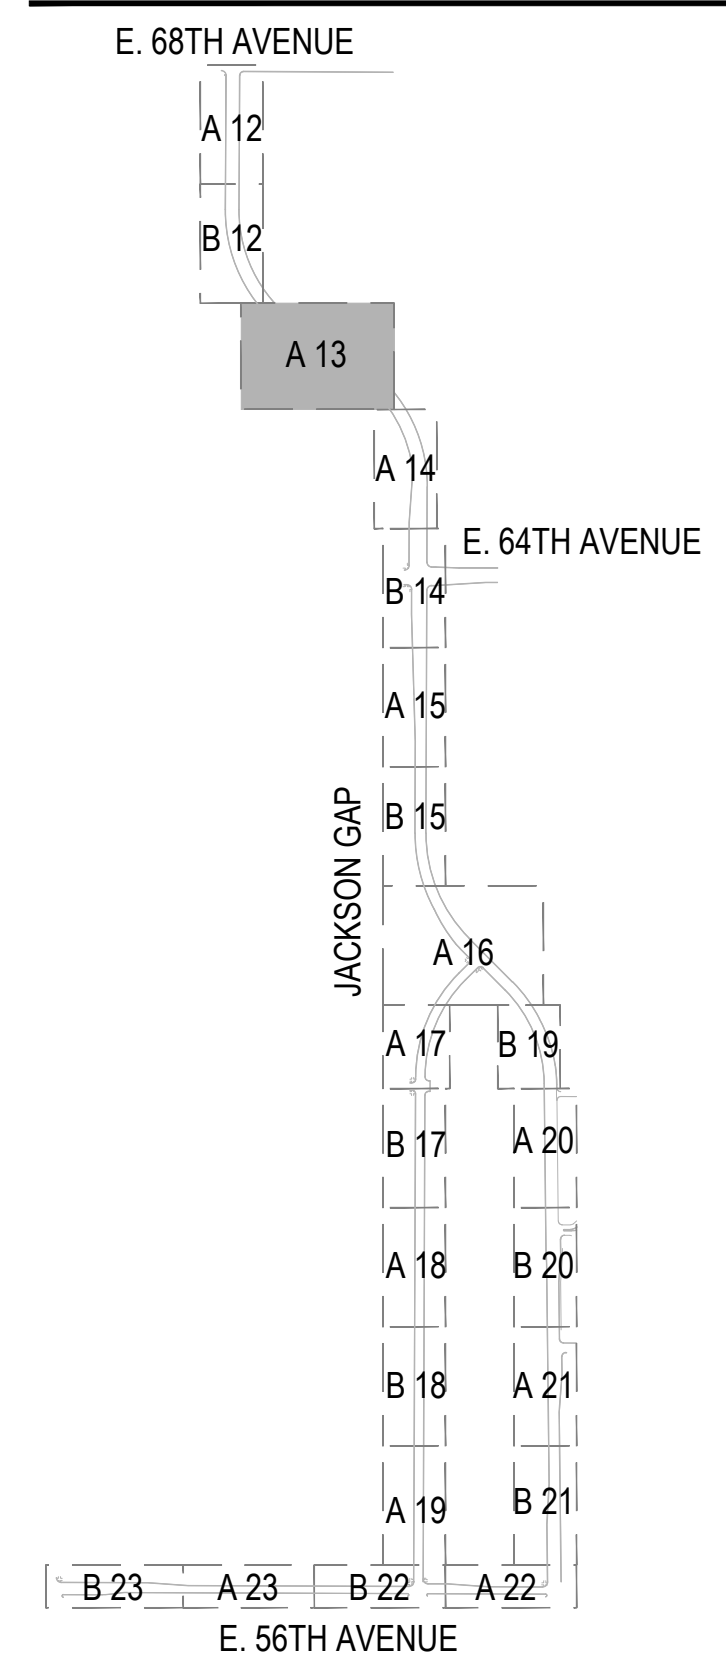 E. 68TH AVENUE
A 12
B 12
A 13
A 14
E. 64TH AVENUE
B 14
A 15
JACKSON GAP
B 15
A 16
A 17
B 19
B 17
A 20
A 18
B 20
B 18
A 21
A 19
B 21
B 23
A 23
B 22
A 22
E. 56TH AVENUE